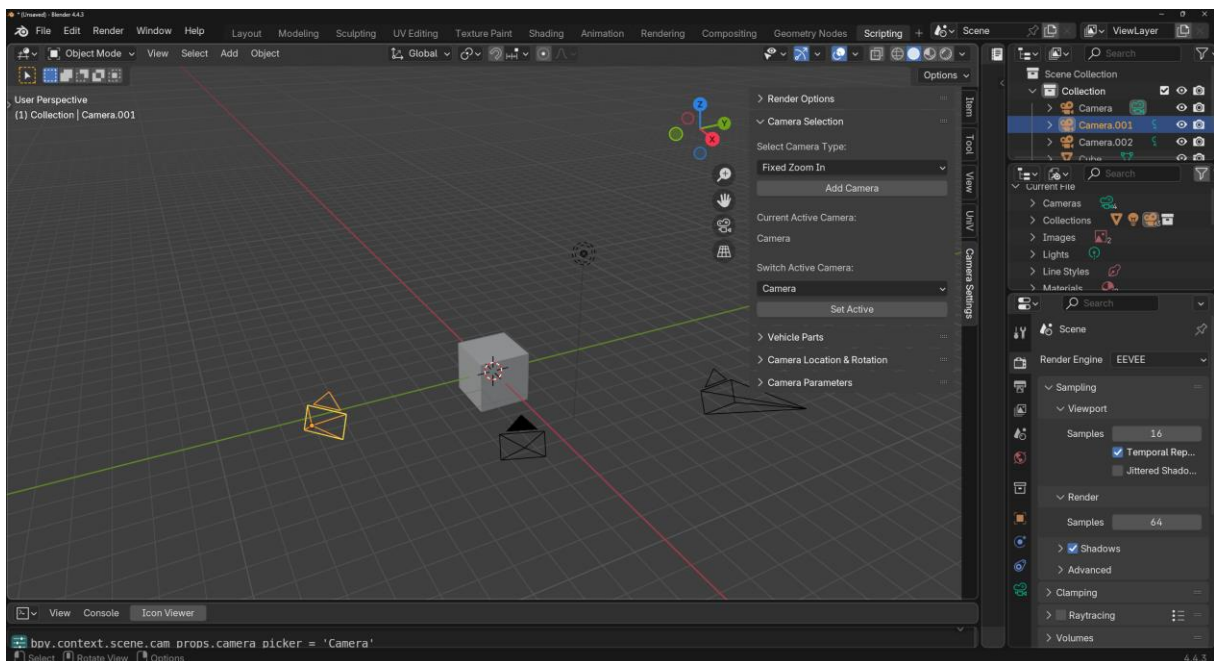 * (Unsaved) - Blender 4.4.3
File Edit Render Window Help Layout Modeling Sculpting UV Editing Texture Paint Shading Animation Rendering Compositing Geometry Nodes Scripting + Scene ViewLayer
Object Mode View Select Add Object Global Search
Options
User Perspective
(1) Collection | Camera.001
Z
Y
X
Render Options
Camera Selection
Select Camera Type:
Fixed Zoom In
Add Camera
Current Active Camera:
Camera
Switch Active Camera:
Camera
Set Active
Vehicle Parts
Camera Location & Rotation
Camera Parameters
Item
Tool
View
UniV
Camera Settings
Scene Collection
Collection
Camera
Camera.001
Camera.002
Cube
Search
Current File
Cameras 4
Collections
Images 2
Lights
Line Styles
Materials
Search
Scene
Render Engine EEVEE
Sampling
Viewport
Samples 16
Temporal Rep...
Jittered Shado...
Render
Samples 64
Shadows
Advanced
Clamping
Raytracing
Volumes
View Console Icon Viewer
bpy.context.scene.cam_props.camera_picker = 'Camera'
Select Rotate View Options
4.4.3